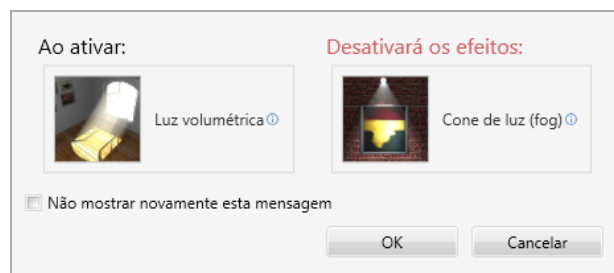 Ao ativar:
Desativará os efeitos:
Luz volumétrica
Cone de luz (fog)
Não mostrar novamente esta mensagem
OK
Cancelar